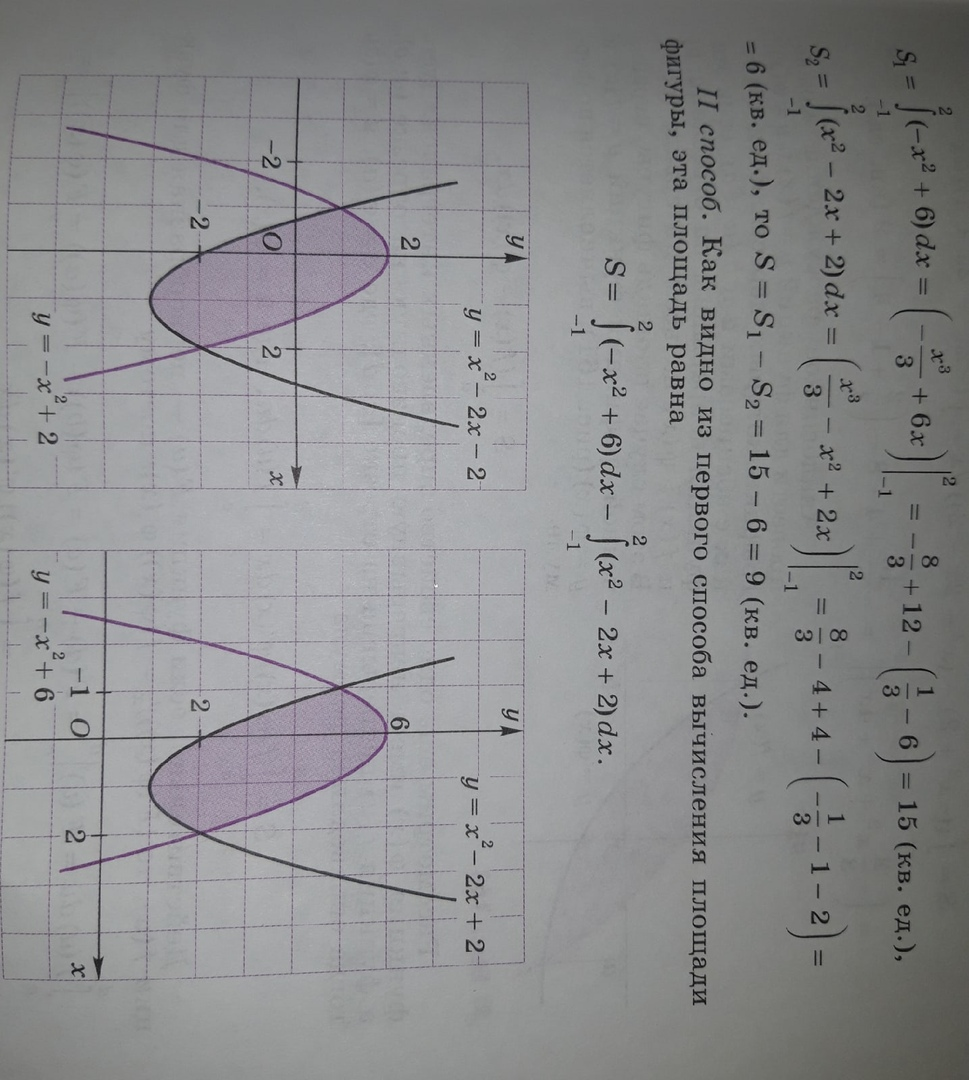 S₁ = ∫₋₁² (−x² + 6)dx = (−x³/3 + 6x)|₋₁² = −8/3 + 12 − (1/3 − 6) = 15 (кв. ед.),
S₂ = ∫₋₁² (x² − 2x + 2)dx = (x³/3 − x² + 2x)|₋₁² = 8/3 − 4 + 4 − (−1/3 − 1 − 2) =
= 6 (кв. ед.), то S = S₁ − S₂ = 15 − 6 = 9 (кв. ед.).
II способ. Как видно из первого способа вычисления площади
фигуры, эта площадь равна
S = ∫₋₁² (−x² + 6)dx − ∫₋₁² (x² − 2x + 2)dx.
y
y = x² − 2x − 2
2
−2
O
2
x
−2
y = −x² + 2
y
y = x² − 2x + 2
6
2
−1
O
2
x
y = −x² + 6